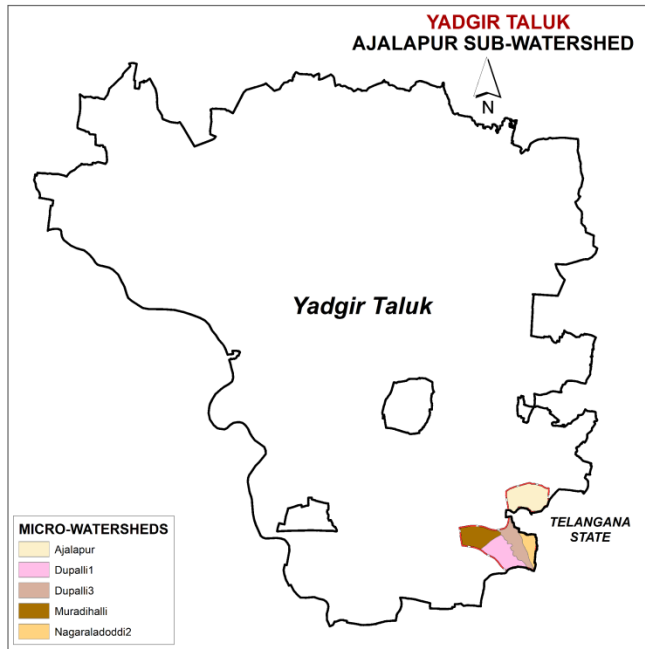 YADGIR TALUK
AJALAPUR SUB-WATERSHED
N
Yadgir Taluk
TELANGANA
STATE
MICRO-WATERSHEDS
Ajalapur
Dupalli1
Dupalli3
Muradihalli
Nagaraladoddi2